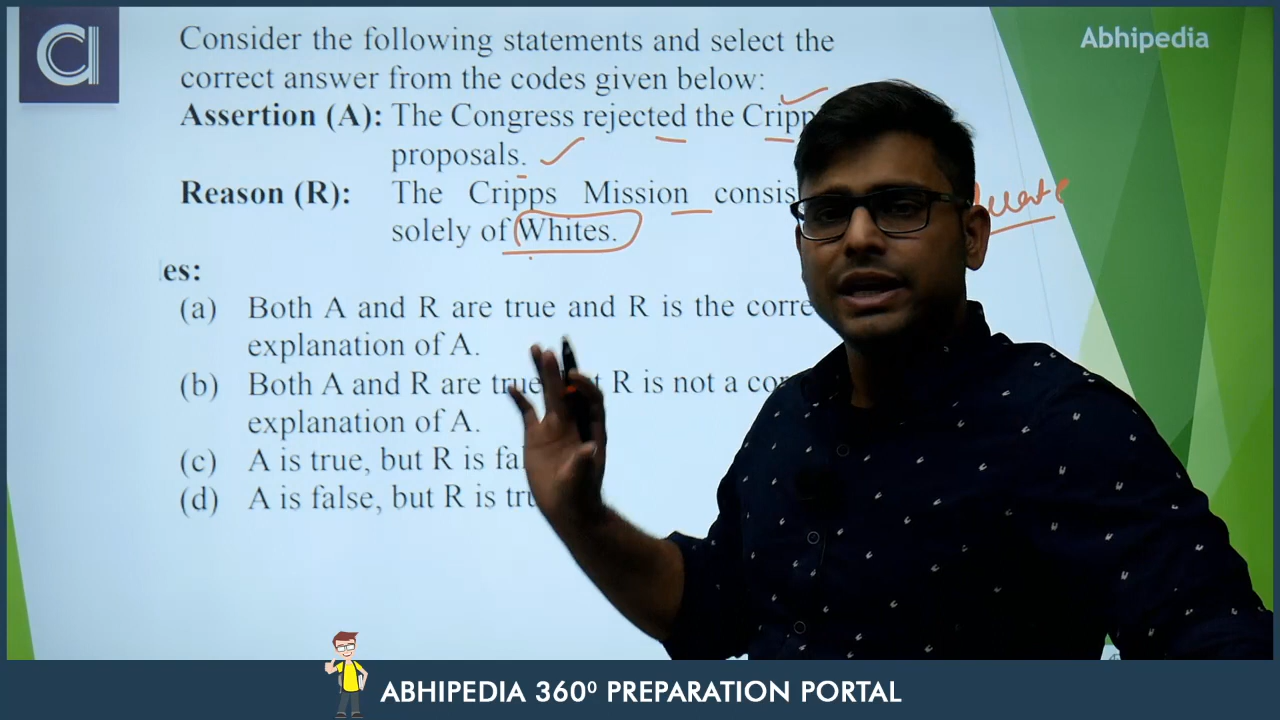 Abhipedia
Consider the following statements and select the
correct answer from the codes given below:
Assertion (A): The Congress rejected the Cripp
proposals.
Reason (R): The Cripps Mission consis
solely of Whites.
es:
(a) Both A and R are true and R is the corre
explanation of A.
(b) Both A and R are true t R is not a cor
explanation of A.
(c) A is true, but R is fal
(d) A is false, but R is tru
ABHIPEDIA 360⁰ PREPARATION PORTAL